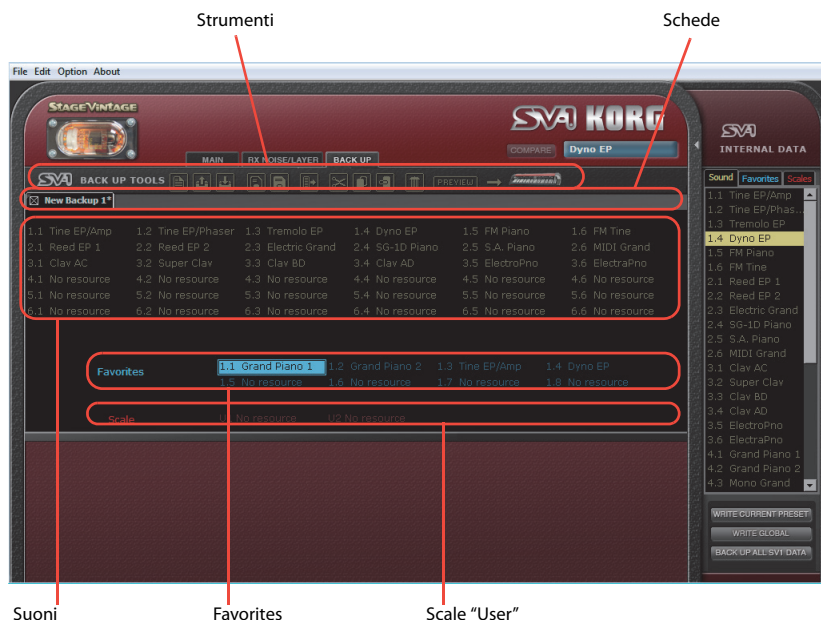 Strumenti
Schede
File Edit Option About
STAGEVINTAGE
SV-1 KORG
COMPARE Dyno EP
MAIN RX NOISE/LAYER BACK UP
SV-1 BACK UP TOOLS PREVIEW
New Backup 1*
1.1 Tine EP/Amp 1.2 Tine EP/Phaser 1.3 Tremolo EP 1.4 Dyno EP 1.5 FM Piano 1.6 FM Tine
2.1 Reed EP 1 2.2 Reed EP 2 2.3 Electric Grand 2.4 SG-1D Piano 2.5 S.A. Piano 2.6 MIDI Grand
3.1 Clav AC 3.2 Super Clav 3.3 Clav BD 3.4 Clav AD 3.5 ElectroPno 3.6 ElectraPno
4.1 No resource 4.2 No resource 4.3 No resource 4.4 No resource 4.5 No resource 4.6 No resource
5.1 No resource 5.2 No resource 5.3 No resource 5.4 No resource 5.5 No resource 5.6 No resource
6.1 No resource 6.2 No resource 6.3 No resource 6.4 No resource 6.5 No resource 6.6 No resource
Favorites 1.1 Grand Piano 1 1.2 Grand Piano 2 1.3 Tine EP/Amp 1.4 Dyno EP
1.5 No resource 1.6 No resource 1.7 No resource 1.8 No resource
Scale U1 No resource U2 No resource
SV-1
INTERNAL DATA
Sound Favorites Scales
1.1 Tine EP/Amp
1.2 Tine EP/Phas...
1.3 Tremolo EP
1.4 Dyno EP
1.5 FM Piano
1.6 FM Tine
2.1 Reed EP 1
2.2 Reed EP 2
2.3 Electric Grand
2.4 SG-1D Piano
2.5 S.A. Piano
2.6 MIDI Grand
3.1 Clav AC
3.2 Super Clav
3.3 Clav BD
3.4 Clav AD
3.5 ElectroPno
3.6 ElectraPno
4.1 Grand Piano 1
4.2 Grand Piano 2
4.3 Mono Grand
WRITE CURRENT PRESET
WRITE GLOBAL
BACK UP ALL SV1 DATA
Suoni
Favorites
Scale “User”